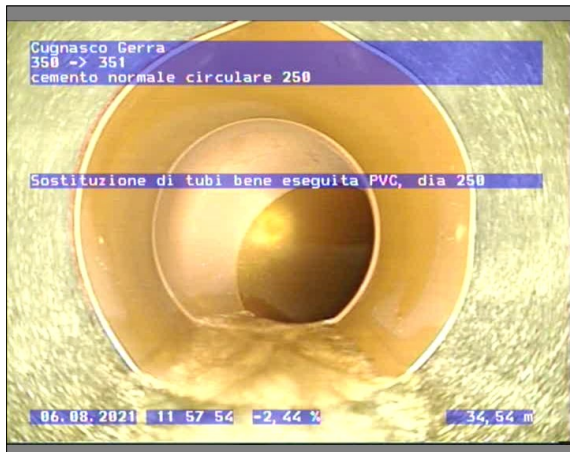 Cugnasco Gerra
350 -> 351
cemento normale circulare 250
Sostituzione di tubi bene eseguita PVC, dia 250
06.08.2021 11 57 54 -2,44 % 34,54 m